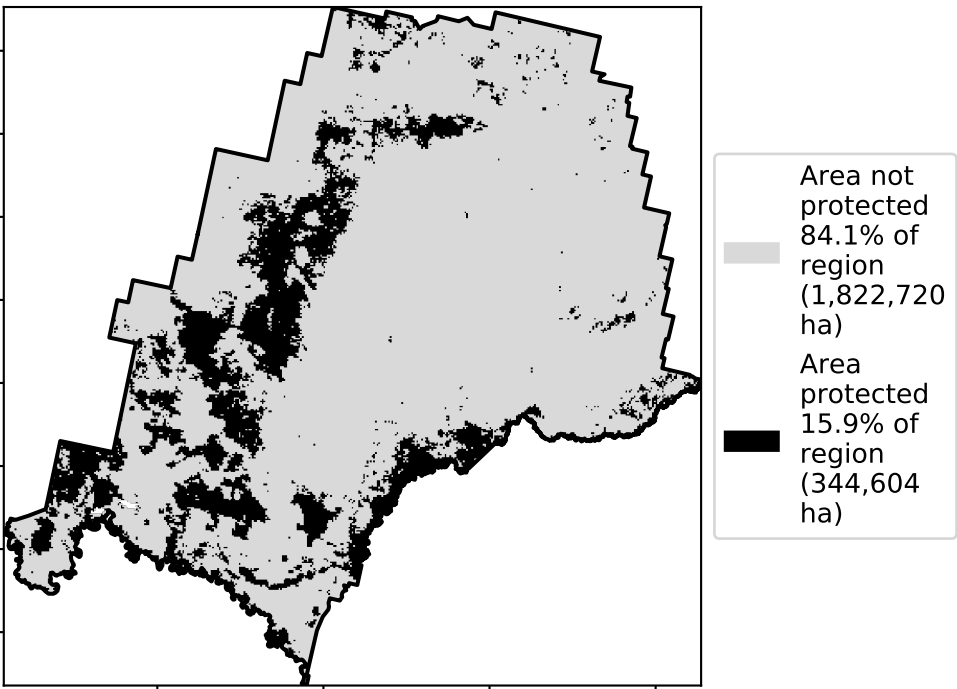 Area not
protected
84.1% of
region
(1,822,720
ha)
Area
protected
15.9% of
region
(344,604
ha)